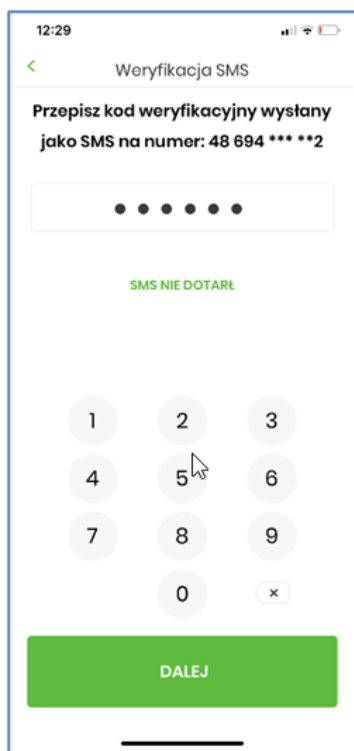 12:29
Weryfikacja SMS
Przepisz kod weryfikacyjny wysłany
jako SMS na numer: 48 694 *** **2
SMS NIE DOTARŁ
1 2 3
4 5 6
7 8 9
0
DALEJ